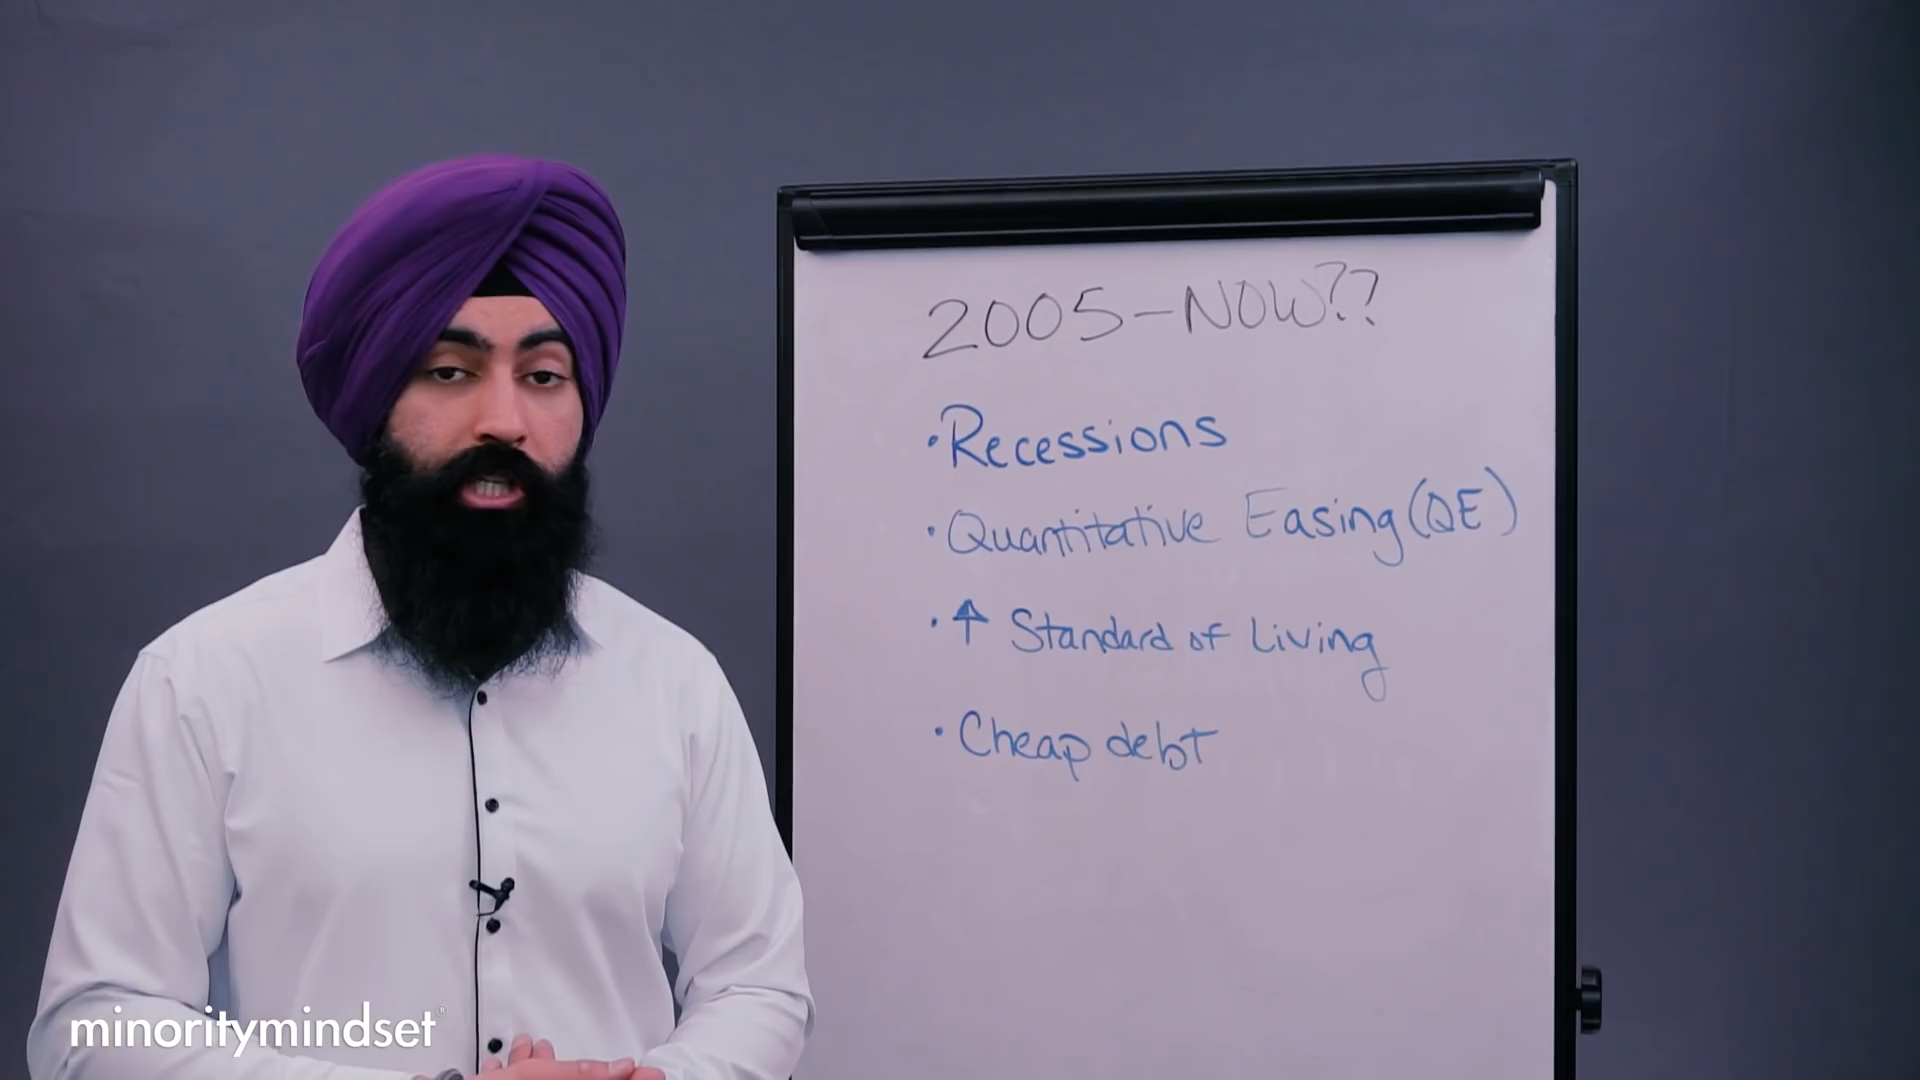 2005-NOW??
•Recessions
•Quantitative Easing (QE)
•↑ Standard of Living
•Cheap debt
minoritymindset®